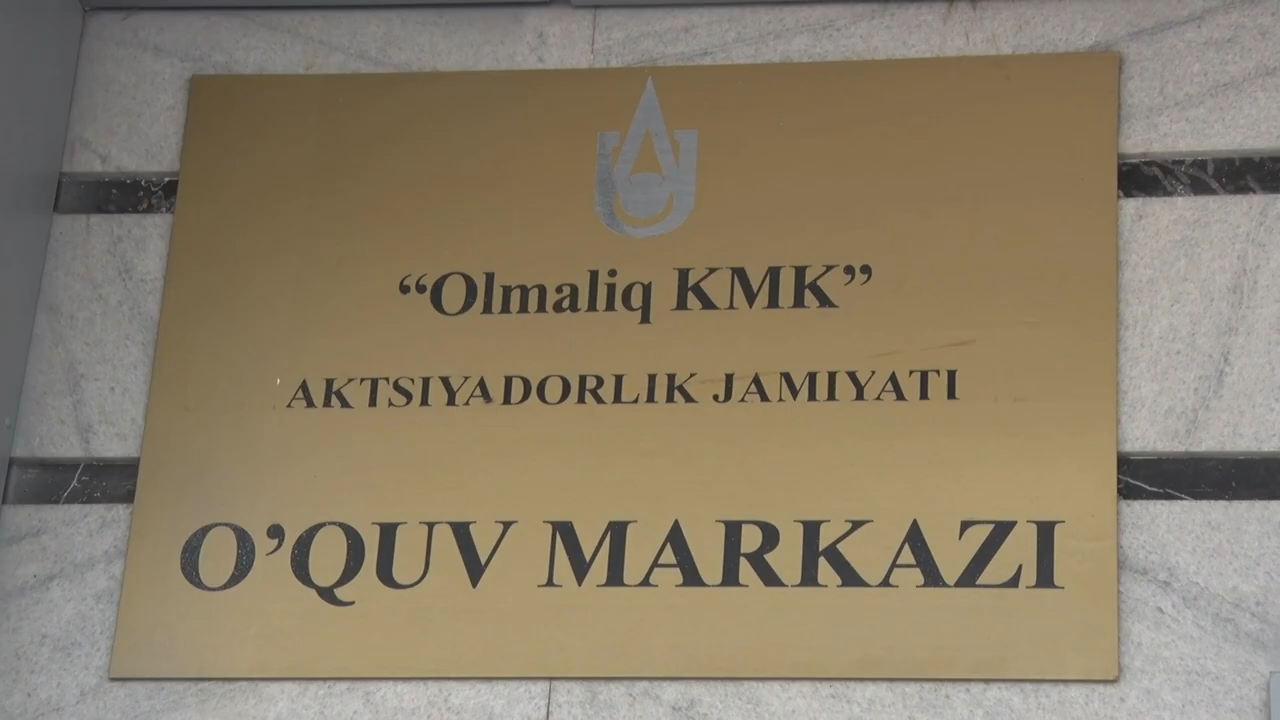 “Olmaliq KMK”
AKTSIYADORLIK JAMIYATI
O’QUV MARKAZI